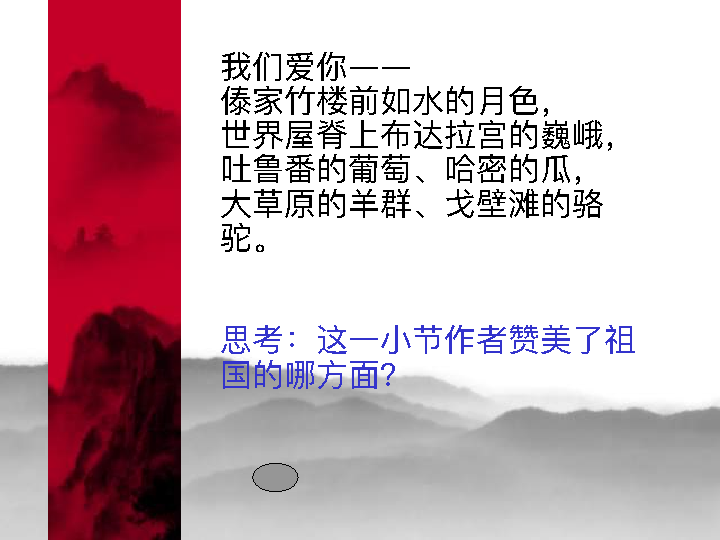 我们爱你——
傣家竹楼前如水的月色，
世界屋脊上布达拉宫的巍峨，
吐鲁番的葡萄、哈密的瓜，
大草原的羊群、戈壁滩的骆
驼。
思考：这一小节作者赞美了祖
国的哪方面？